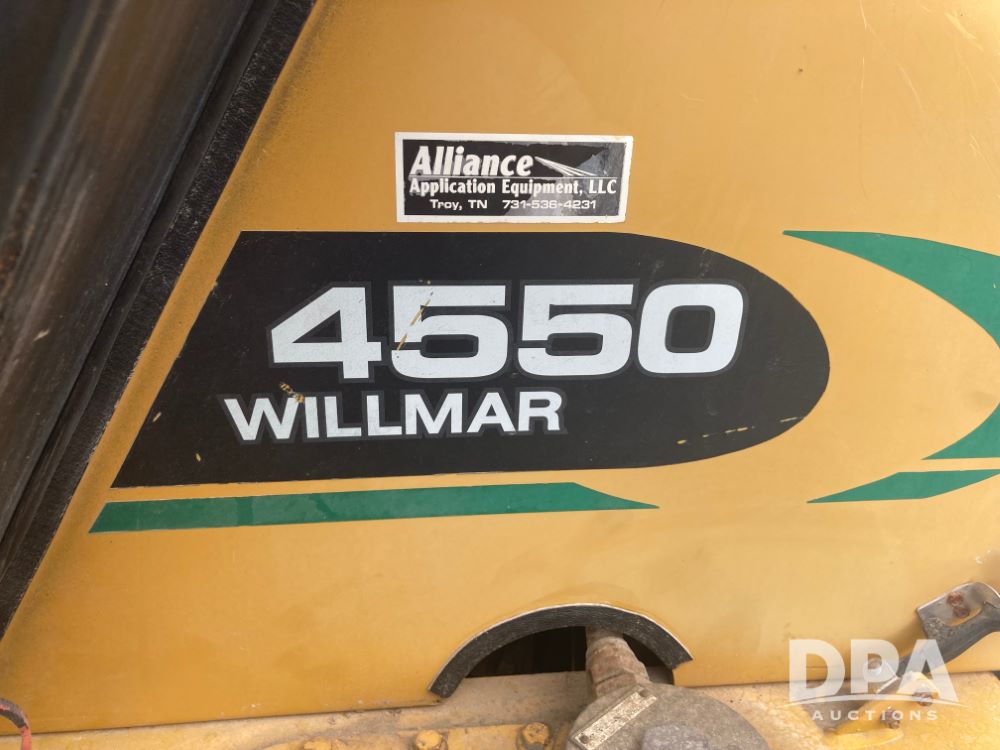 Alliance
Application Equipment, LLC
Troy, TN 731-536-4231
4550
WILLMAR
DPA
AUCTIONS